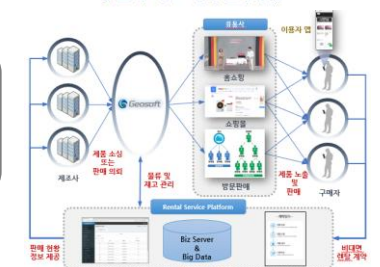 유통사
이용자 앱
홈쇼핑
Geosoft
쇼핑몰
제품 소싱
또는
판매 의뢰
제조사
물류 및
재고 관리
방문판매
제품 노출
및
판매
구매자
Rental Service Platform
판매 현황
정보 제공
Biz Server
&
Big Data
비대면
렌탈 계약